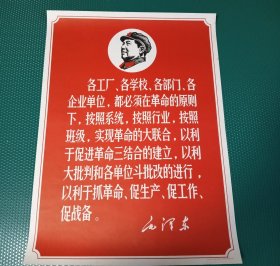 各工厂、各学校、各部门、各
企业单位，都必须在革命的原则
下，按照系统，按照行业，按照
班级，实现革命的大联合，以利
于促进革命三结合的建立，以利
大批判和各单位斗批改的进行，
以利于抓革命、促生产、促工作、
促战备。
毛泽东